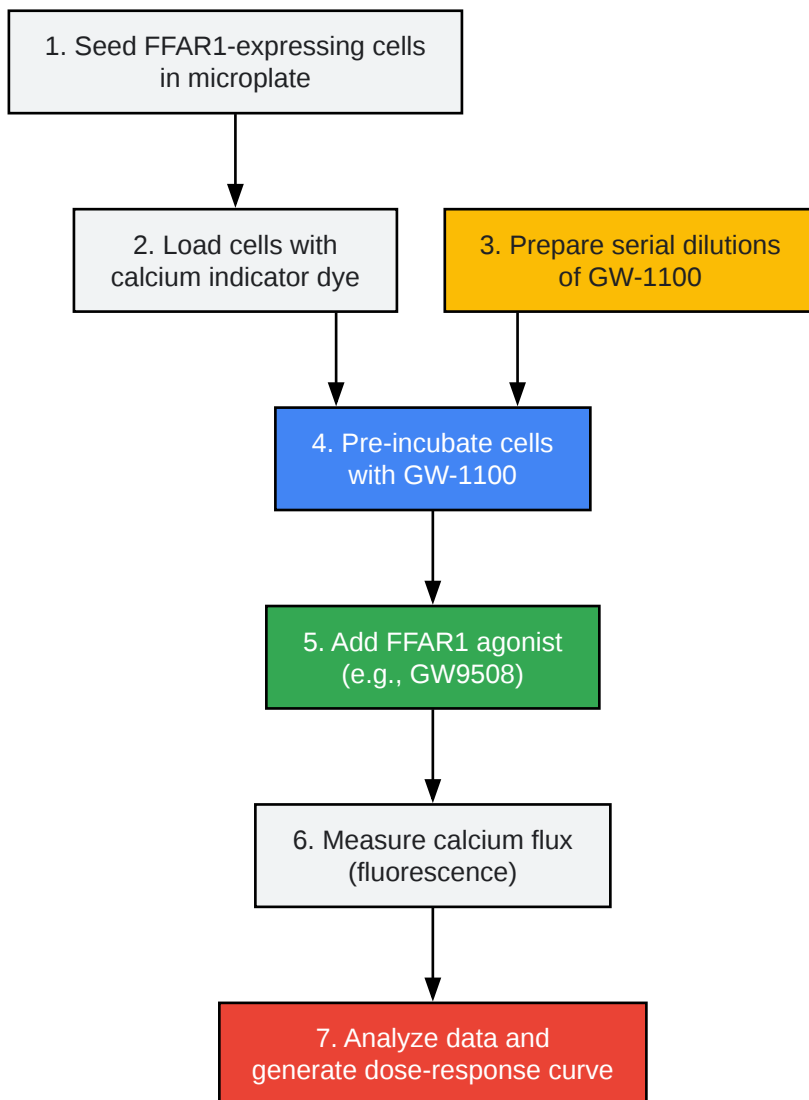 1. Seed FFAR1-expressing cells
in microplate
2. Load cells with
calcium indicator dye
3. Prepare serial dilutions
of GW-1100
4. Pre-incubate cells
with GW-1100
5. Add FFAR1 agonist
(e.g., GW9508)
6. Measure calcium flux
(fluorescence)
7. Analyze data and
generate dose-response curve